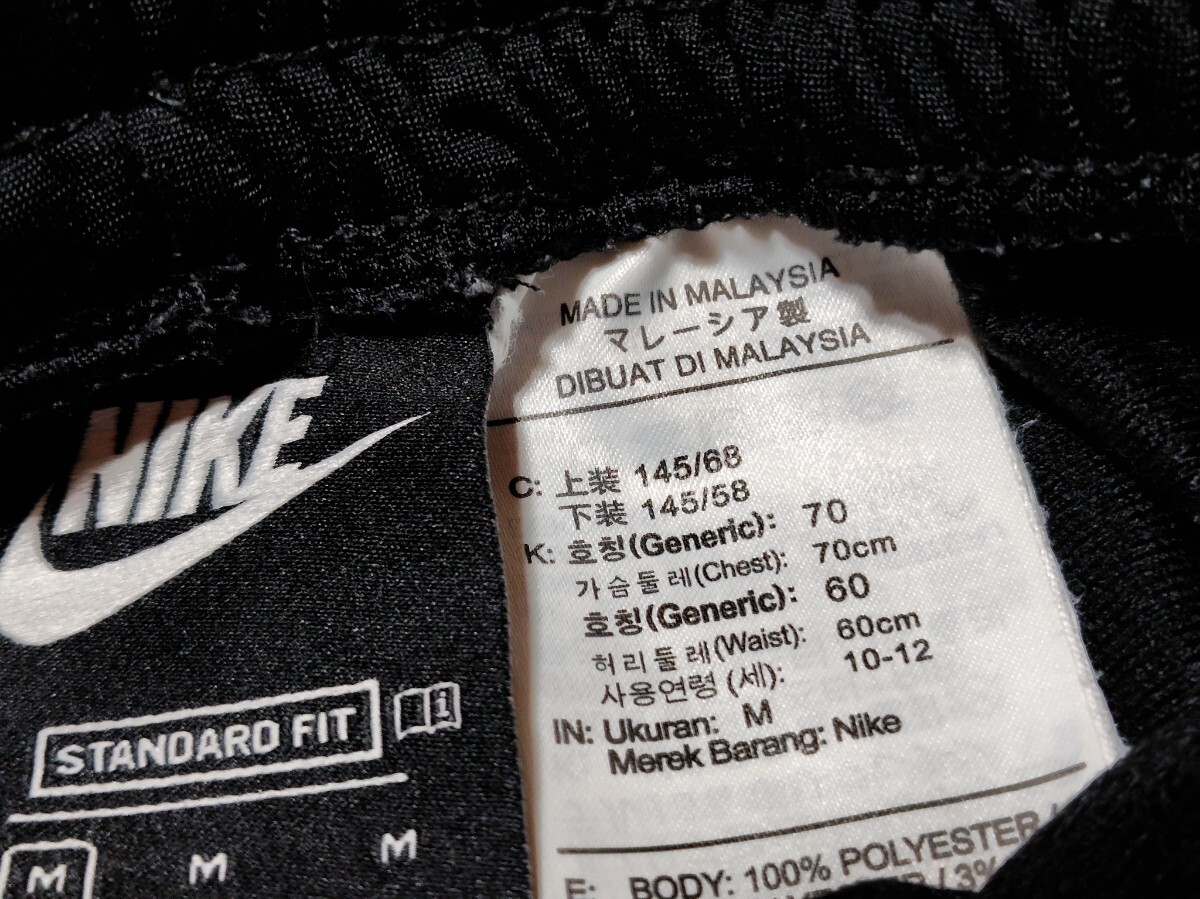 NIKE
STANDARD FIT
M M M
MADE IN MALAYSIA
マレーシア製
DIBUAT DI MALAYSIA
C: 上装 145/68
下装 145/58
K: 호칭(Generic): 70
가슴둘레(Chest): 70cm
호칭(Generic): 60
허리둘레(Waist): 60cm
사용연령 (세): 10-12
IN: Ukuran: M
Merek Barang: Nike
E: BODY: 100% POLYESTER/
/ 3%